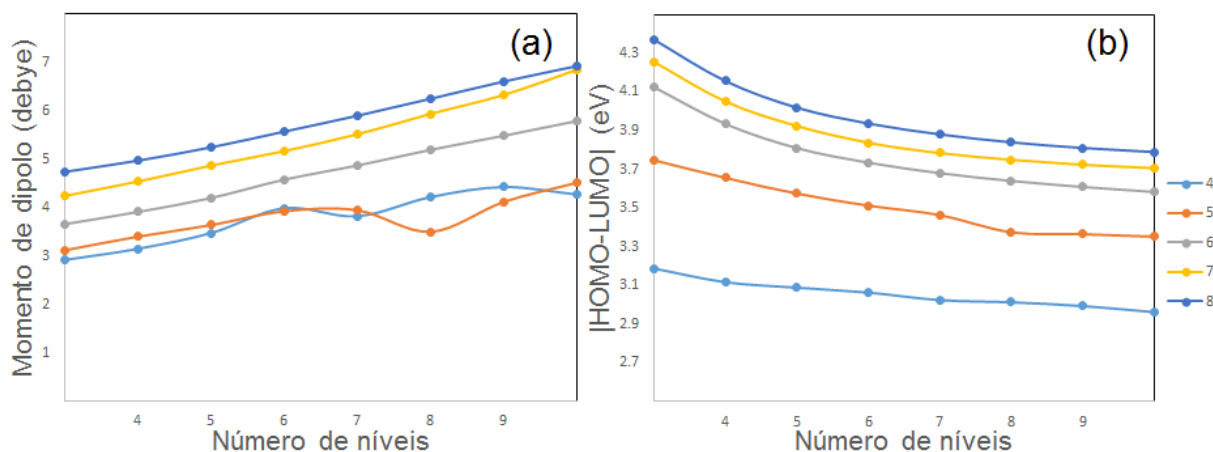 (a)
Momento de dipolo (debye)
7
6
5
4
3
2
1
4 5 6 7 8 9
Número de níveis
(b)
|HOMO-LUMO| (eV)
4.3
4.1
3.9
3.7
3.5
3.3
3.1
2.9
2.7
4 5 6 7 8 9
Número de níveis
4
5
6
7
8